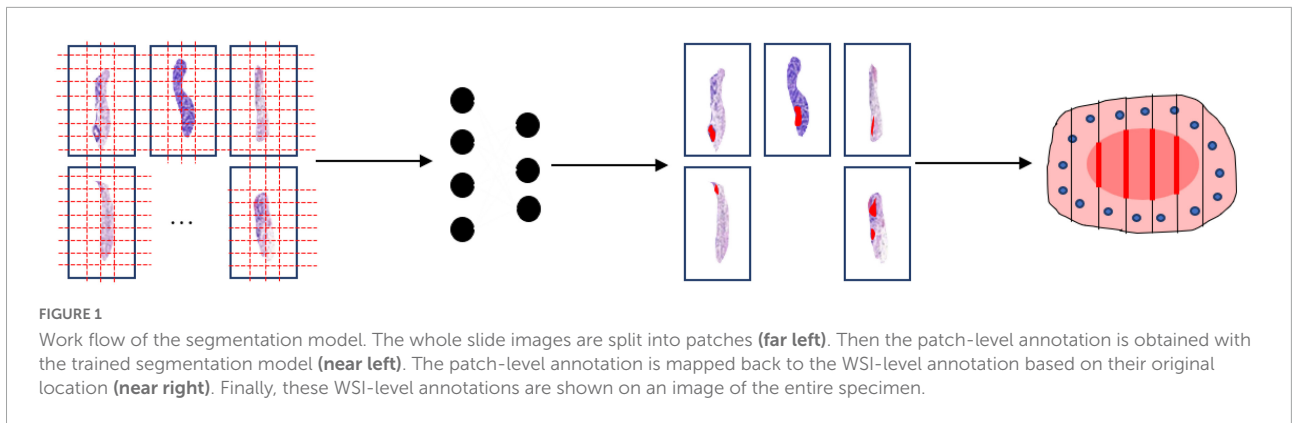 ...
FIGURE 1
Work flow of the segmentation model. The whole slide images are split into patches (far left). Then the patch-level annotation is obtained with
the trained segmentation model (near left). The patch-level annotation is mapped back to the WSI-level annotation based on their original
location (near right). Finally, these WSI-level annotations are shown on an image of the entire specimen.